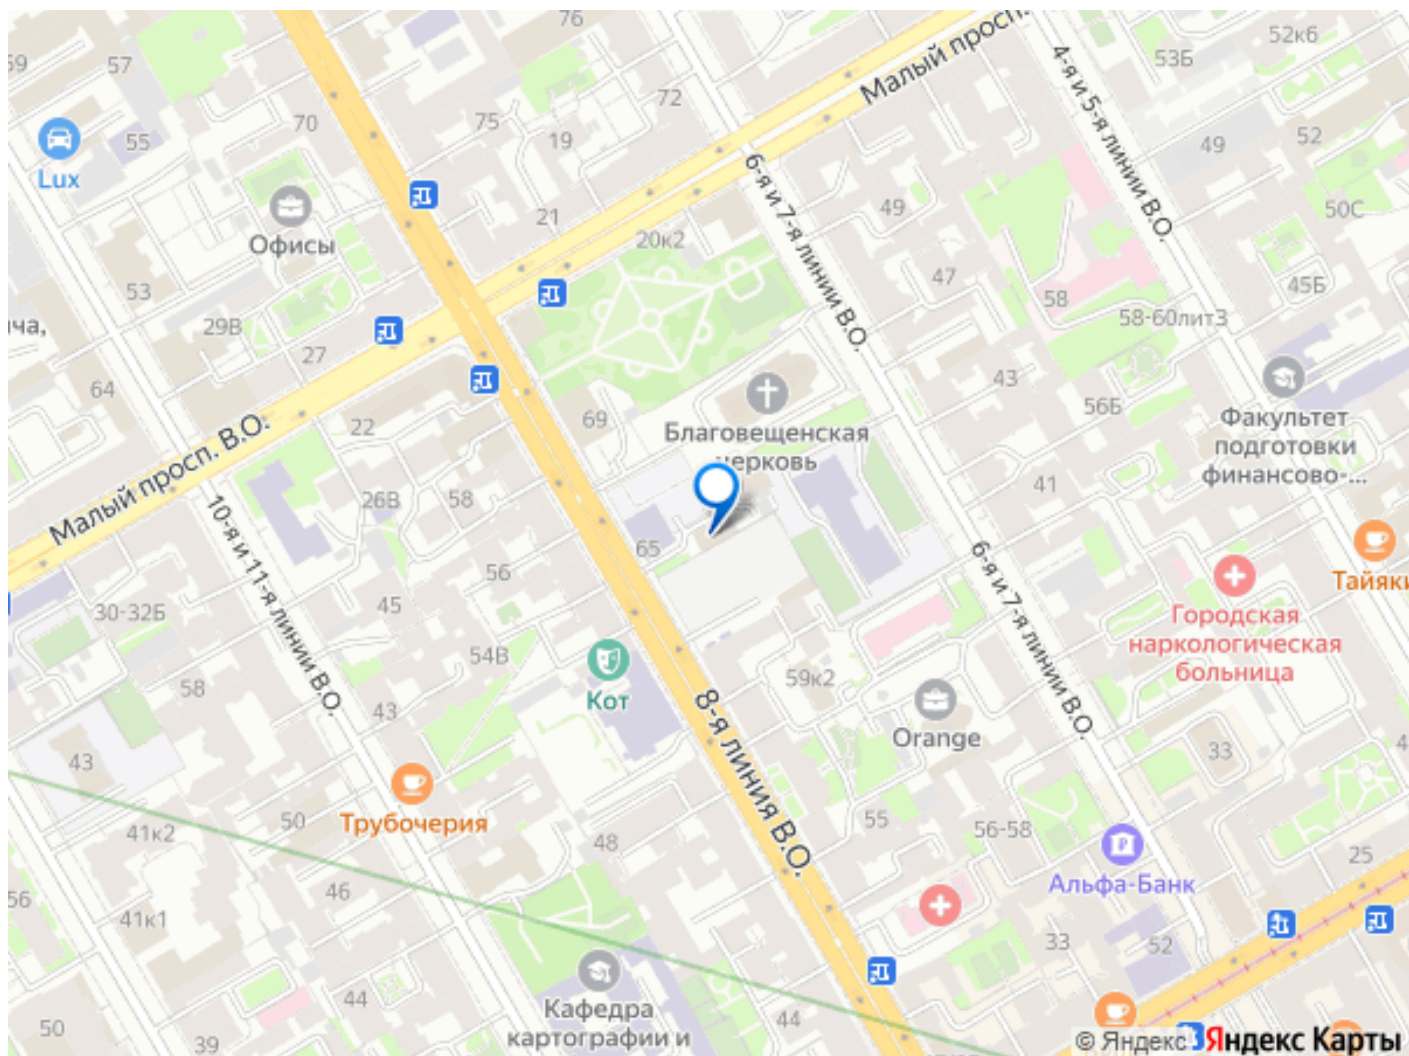 76
Малый просп.
52к6
53Б
59
57
4-я и 5-я линии В.О.
72
70
75
19
55
52
49
Lux
6-я и 7-я линии В.О.
49
50С
21
Офисы
20к2
47
45Б
53
58
58-60лит3
29В
ича,
27
43
64
56Б
Факультет
подготовки
финансово-...
69
22
Благовещенская
церковь
Малый просп. В.О.
26В
58
41
10-я и 11-я линии В.О.
65
6-я и 7-я линии В.О.
Тайяки
56
30-32Б
45
Городская
наркологическая
больница
54В
59к2
58
Кот
43
8-я линия В.О.
Orange
33
43
Трубочерия
50
41к2
55
56-58
48
25
Альфа-Банк
46
56
41к1
33
52
Кафедра
картографии и
44
44
50
39
© Яндекс Яндекс Карты